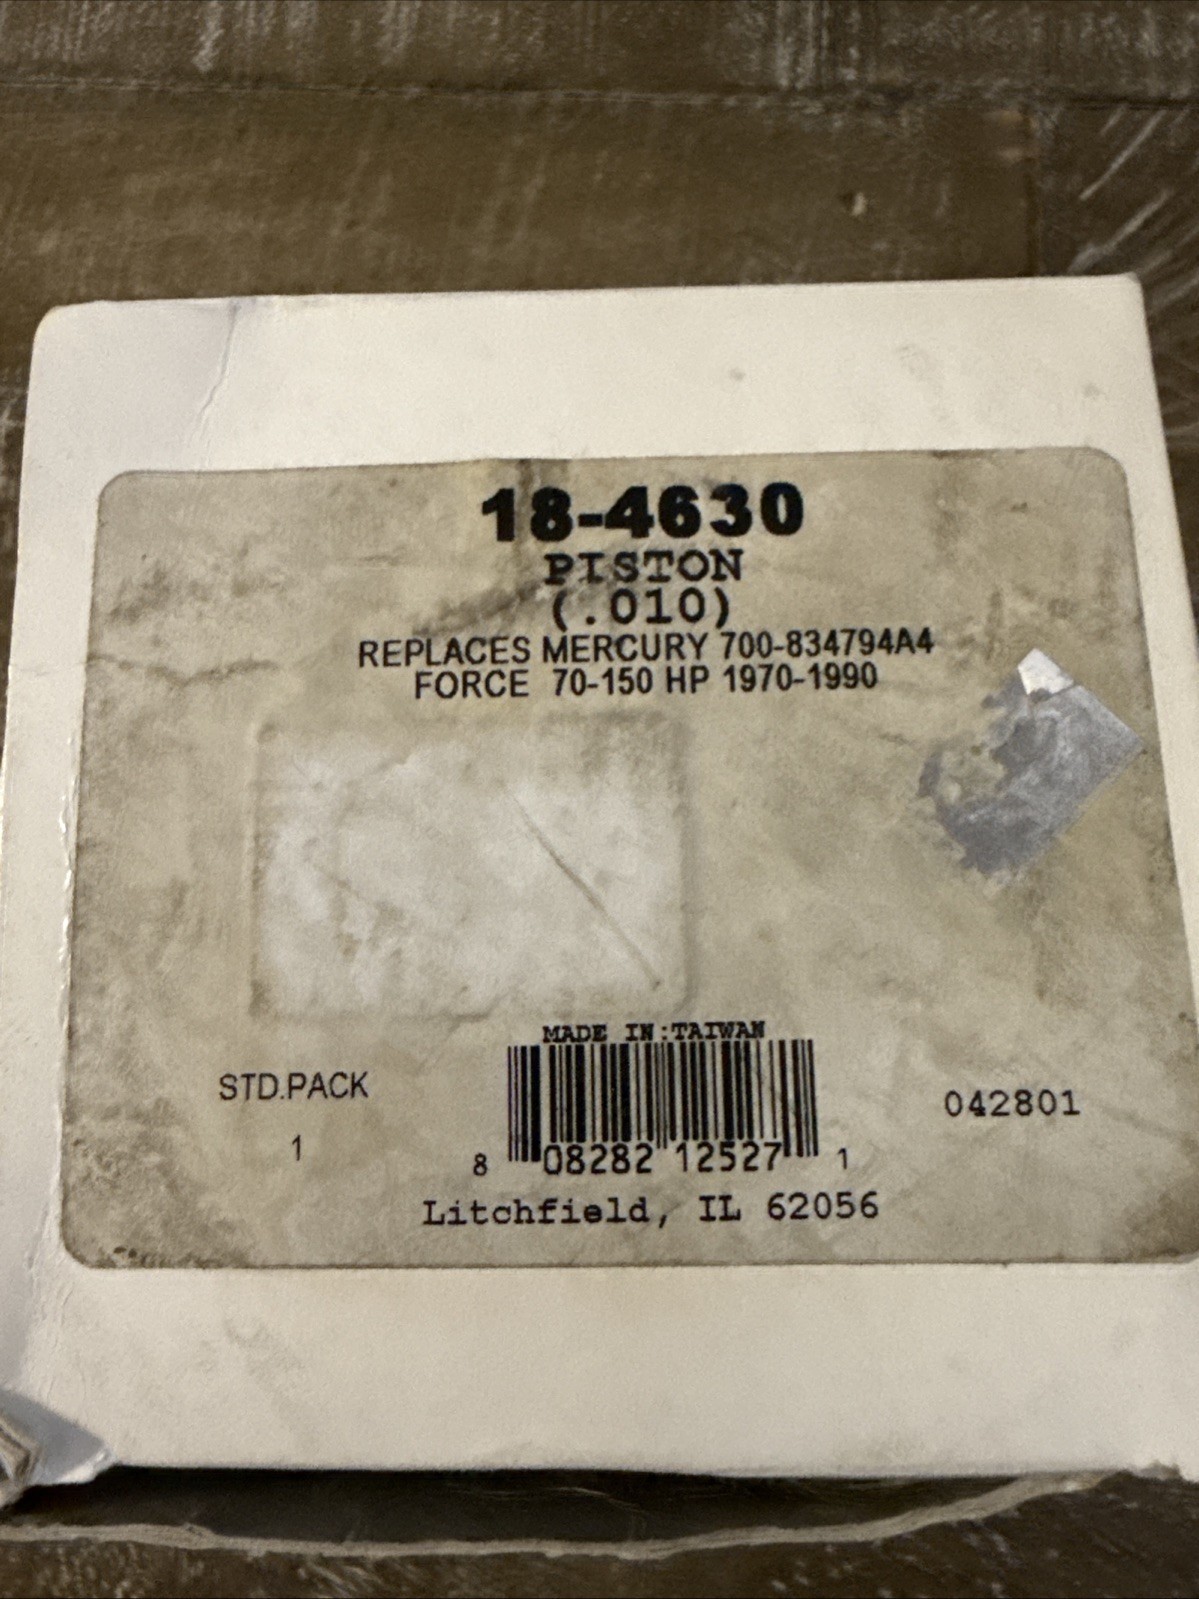 18-4630
PISTON
(.010)
REPLACES MERCURY 700-834794A4
FORCE 70-150 HP 1970-1990
MADE IN:TAIWAN
STD.PACK
1
042801
8 08282 12527 1
Litchfield, IL 62056